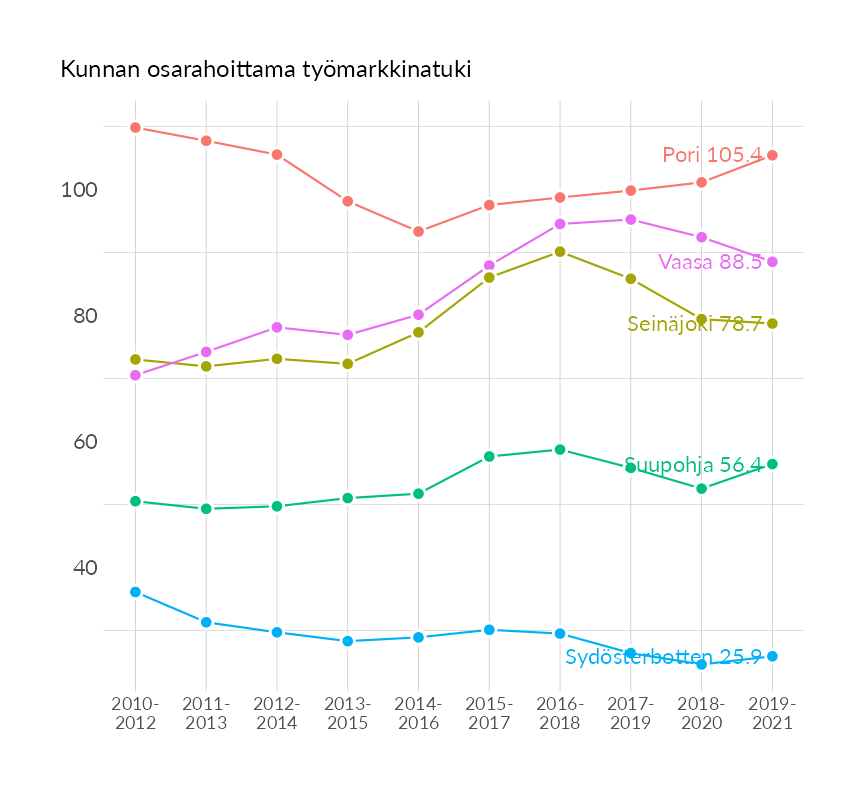 Kunnan osarahoittama työmarkkinatuki
Pori 105.4
100
Vaasa 88.5
80
Seinäjoki 78.7
60
Suupohja 56.4
40
Sydösterbotten 25.9
2010- 2011- 2012- 2013- 2014- 2015- 2016- 2017- 2018- 2019-
2012 2013 2014 2015 2016 2017 2018 2019 2020 2021